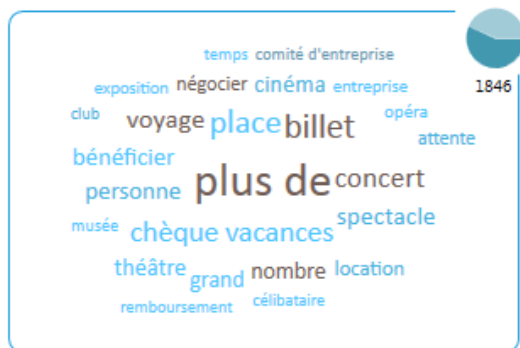 temps comité d'entreprise
exposition négocier cinéma entreprise
1846
club voyage place billet opéra
attente
bénéficier
personne plus de concert
musée chèque vacances spectacle
théâtre grand nombre location
remboursement célibataire